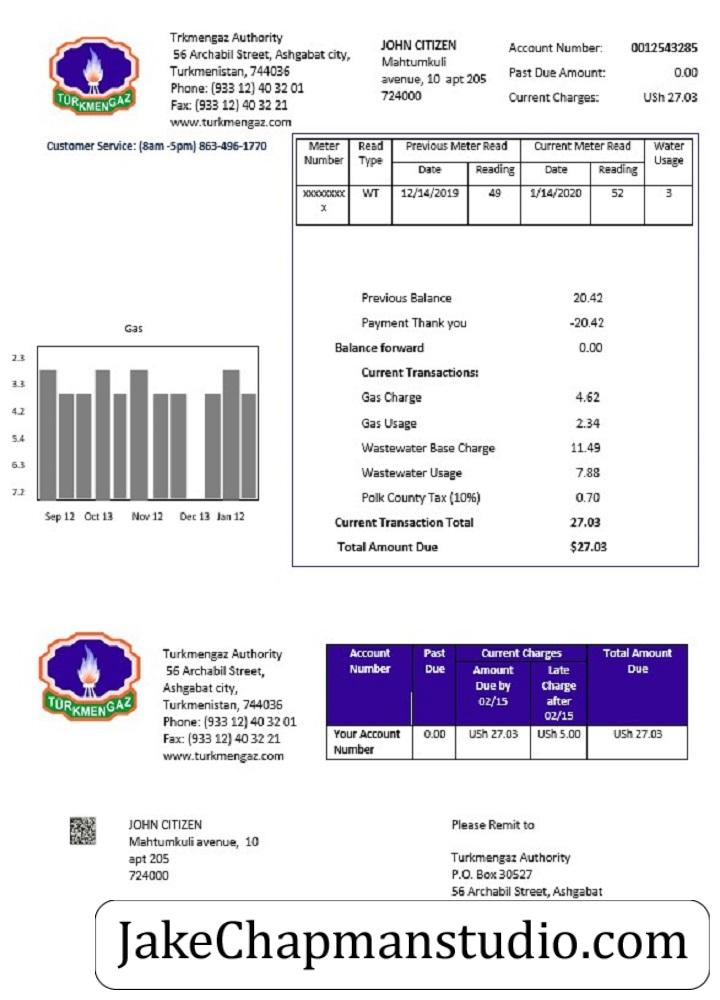 TÜRKMENGAZ
Trkmengaz Authority
56 Archabil Street, Ashgabat city,
Turkmenistan, 744036
Phone: (933 12) 40 32 01
Fax: (933 12) 40 32 21
www.turkmengaz.com
JOHN CITIZEN
Mahtumkuli
avenue, 10 apt 205
724000
Account Number: 0012543285
Past Due Amount: 0.00
Current Charges: USh 27.03
Customer Service: (8am -5pm) 863-496-1770
Meter Number Read Type Previous Meter Read Current Meter Read Water Usage
Date Reading Date Reading
xxxxxxxx
x
WT 12/14/2019 49 1/14/2020 52 3
Previous Balance 20.42
Payment Thank you -20.42
Balance forward 0.00
Current Transactions:
Gas Charge 4.62
Gas Usage 2.34
Wastewater Base Charge 11.49
Wastewater Usage 7.88
Polk County Tax (10%) 0.70
Current Transaction Total 27.03
Total Amount Due $27.03
Gas
2.3
3.3
4.2
5.4
6.3
7.2
Sep 12 Oct 13 Nov 12 Dec 13 Jan 12
TÜRKMENGAZ
Turkmengaz Authority
56 Archabil Street,
Ashgabat city,
Turkmenistan, 744036
Phone: (933 12) 40 32 01
Fax: (933 12) 40 32 21
www.turkmengaz.com
Account Number Past Due Current Charges Total Amount Due
Amount Due by 02/15 Late Charge after 02/15
Your Account Number 0.00 USh 27.03 USh 5.00 USh 27.03
JOHN CITIZEN
Mahtumkuli avenue, 10
apt 205
724000
Please Remit to
Turkmengaz Authority
P.O. Box 30527
56 Archabil Street, Ashgabat
JakeChapmanstudio.com